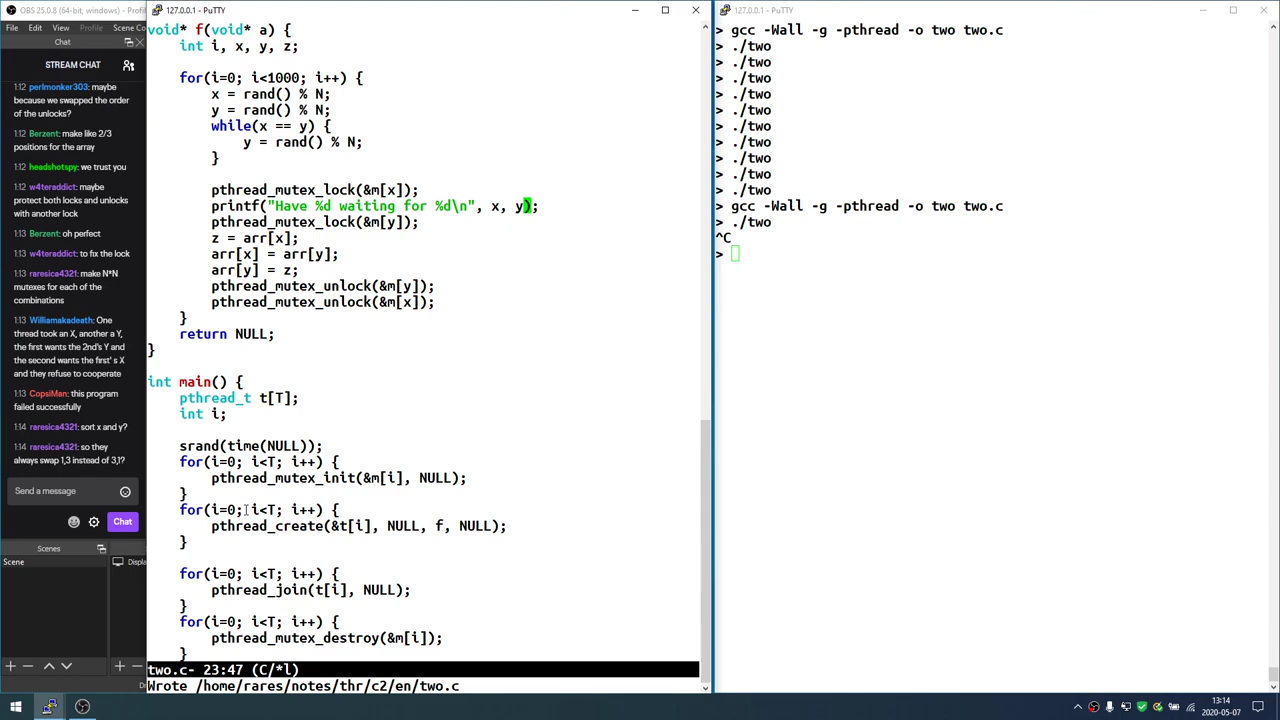 OBS 25.0.8 (64-bit, windows) - Profil
File Edit View Profile Scene Co
Chat
STREAM CHAT
1:12 perlmonker303: maybe
because we swapped the order
of the unlocks?
1:12 Berzent: make like 2/3
positions for the array
1:12 headshotspy: we trust you
1:12 w4teraddict: maybe
protect both locks and unlocks
with another lock
1:13 Berzent: oh perfect
1:13 w4teraddict: to fix the lock
1:13 raresica4321: make N*N
mutexes for each of the
combinations
1:13 Williamakadeath: One
thread took an X, another a Y,
the first wants the 2nd's Y and
the second wants the first' s X
and they refuse to cooperate
1:13 CopsiMan: this program
failed successfully
1:14 raresica4321: sort x and y?
1:14 raresica4321: so they
always swap 1,3 instead of 3,1?
Send a message
Chat
Scenes
Scene
Displa
127.0.0.1 - PuTTY
void* f(void* a) {
int i, x, y, z;
for(i=0; i<1000; i++) {
x = rand() % N;
y = rand() % N;
while(x == y) {
y = rand() % N;
}
pthread_mutex_lock(&m[x]);
printf("Have %d waiting for %d\n", x, y);
pthread_mutex_lock(&m[y]);
z = arr[x];
arr[x] = arr[y];
arr[y] = z;
pthread_mutex_unlock(&m[y]);
pthread_mutex_unlock(&m[x]);
}
return NULL;
}
int main() {
pthread_t t[T];
int i;
srand(time(NULL));
for(i=0; i<T; i++) {
pthread_mutex_init(&m[i], NULL);
}
for(i=0; i<T; i++) {
pthread_create(&t[i], NULL, f, NULL);
}
for(i=0; i<T; i++) {
pthread_join(t[i], NULL);
}
for(i=0; i<T; i++) {
pthread_mutex_destroy(&m[i]);
}
two.c- 23:47 (C/*l)
Wrote /home/rares/notes/thr/c2/en/two.c
127.0.0.1 - PuTTY
> gcc -Wall -g -pthread -o two two.c
> ./two
> ./two
> ./two
> ./two
> ./two
> ./two
> ./two
> ./two
> ./two
> ./two
> gcc -Wall -g -pthread -o two two.c
> ./two
^C
>
13:14
2020-05-07